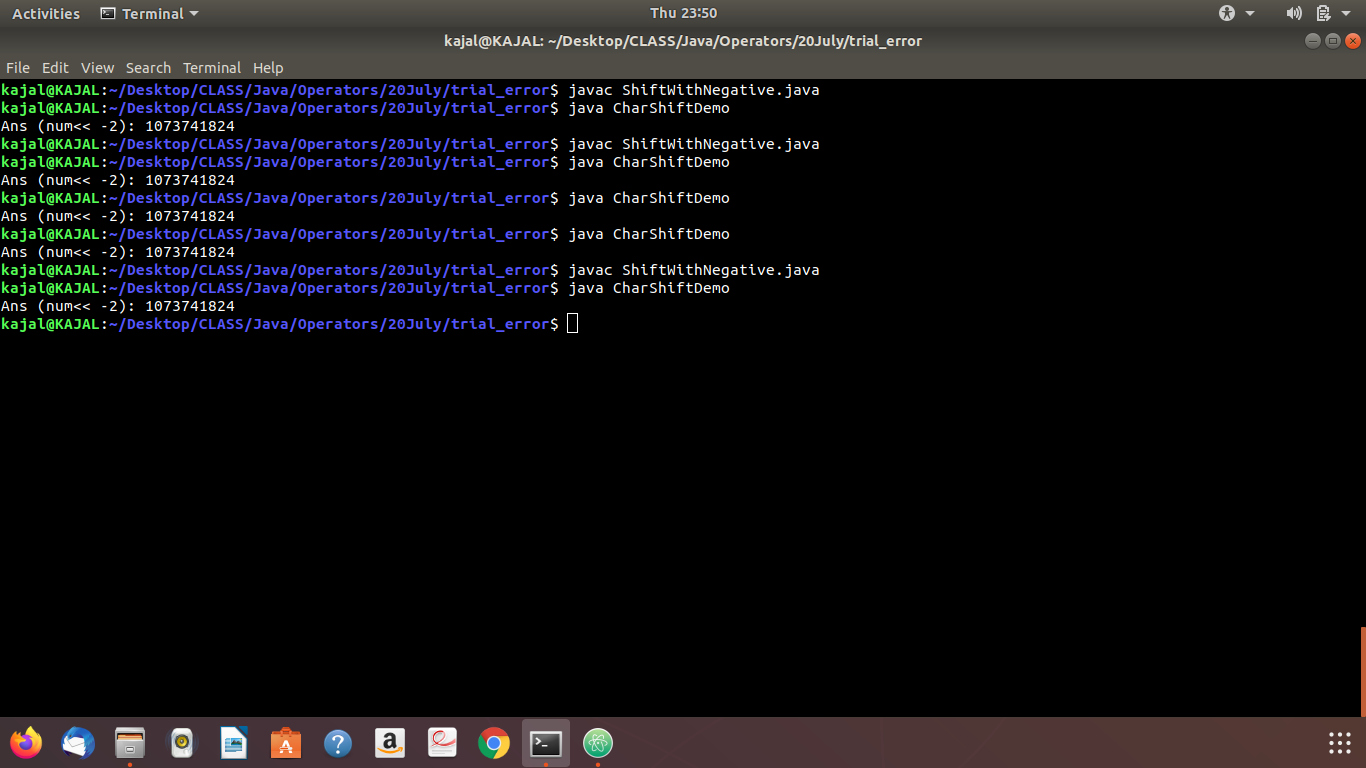 Activities Terminal Thu 23:50
kajal@KAJAL: ~/Desktop/CLASS/Java/Operators/20July/trial_error
File Edit View Search Terminal Help
kajal@KAJAL:~/Desktop/CLASS/Java/Operators/20July/trial_error$ javac ShiftWithNegative.java
kajal@KAJAL:~/Desktop/CLASS/Java/Operators/20July/trial_error$ java CharShiftDemo
Ans (num<< -2): 1073741824
kajal@KAJAL:~/Desktop/CLASS/Java/Operators/20July/trial_error$ javac ShiftWithNegative.java
kajal@KAJAL:~/Desktop/CLASS/Java/Operators/20July/trial_error$ java CharShiftDemo
Ans (num<< -2): 1073741824
kajal@KAJAL:~/Desktop/CLASS/Java/Operators/20July/trial_error$ java CharShiftDemo
Ans (num<< -2): 1073741824
kajal@KAJAL:~/Desktop/CLASS/Java/Operators/20July/trial_error$ java CharShiftDemo
Ans (num<< -2): 1073741824
kajal@KAJAL:~/Desktop/CLASS/Java/Operators/20July/trial_error$ javac ShiftWithNegative.java
kajal@KAJAL:~/Desktop/CLASS/Java/Operators/20July/trial_error$ java CharShiftDemo
Ans (num<< -2): 1073741824
kajal@KAJAL:~/Desktop/CLASS/Java/Operators/20July/trial_error$